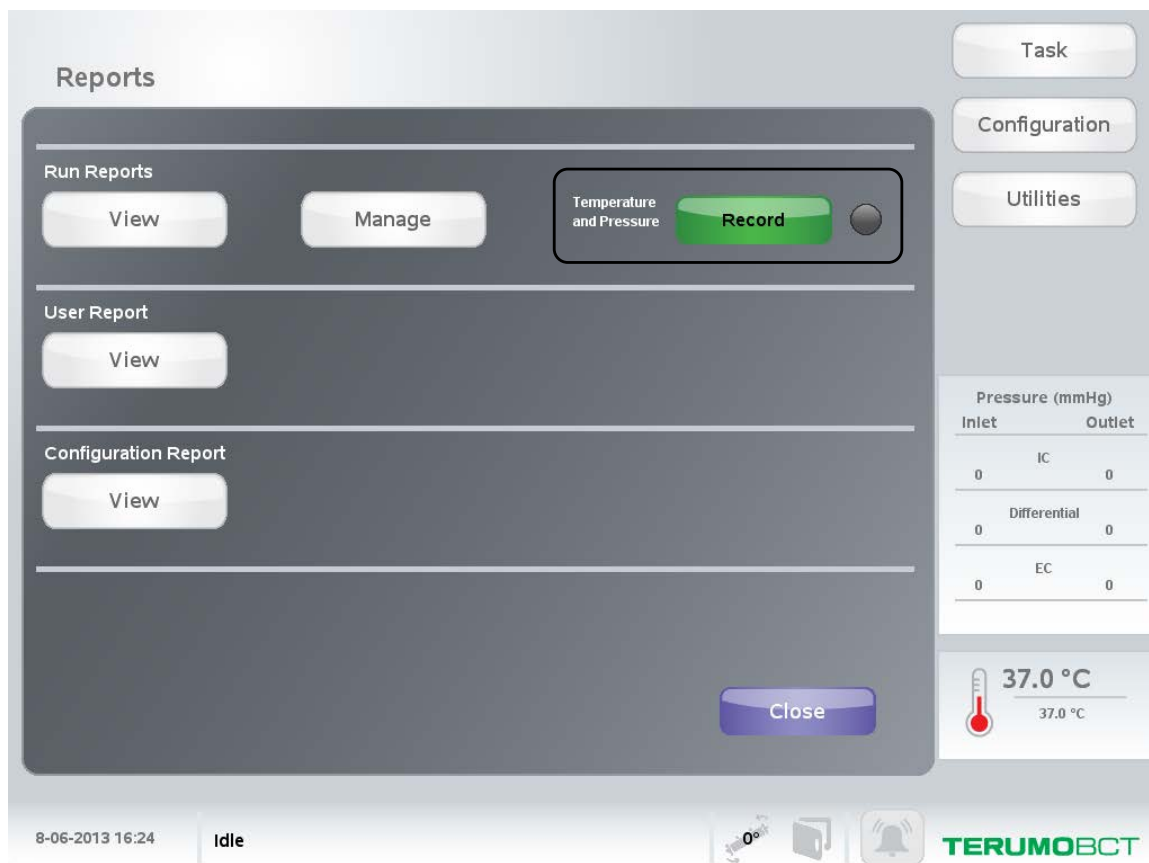 Reports
Task
Configuration
Utilities
Run Reports
View
Manage
Temperature
and Pressure
Record
User Report
View
Configuration Report
View
Close
Pressure (mmHg)
Inlet Outlet
IC
0 0
Differential
0 0
EC
0 0
37.0 °C
37.0 °C
8-06-2013 16:24
Idle
0°
TERUMOBCT